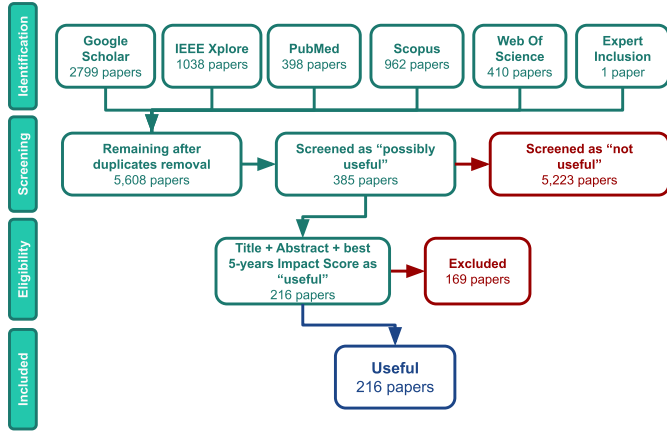 Identification
Google
Scholar
2799 papers
IEEE Xplore
1038 papers
PubMed
398 papers
Scopus
962 papers
Web Of
Science
410 papers
Expert
Inclusion
1 paper
Screening
Remaining after
duplicates removal
5,608 papers
Screened as “possibly
useful”
385 papers
Screened as “not
useful”
5,223 papers
Eligibility
Title + Abstract + best
5-years Impact Score as
“useful”
216 papers
Excluded
169 papers
Included
Useful
216 papers